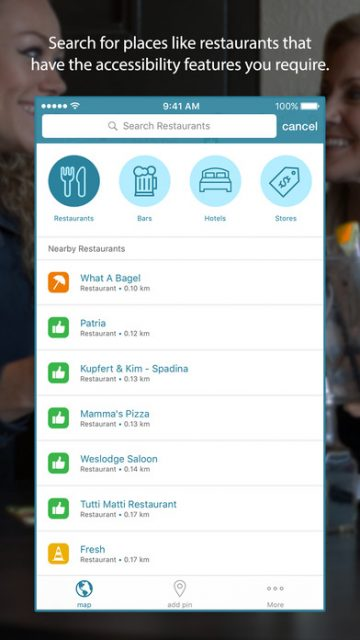 Search for places like restaurants that
have the accessibility features you require.
9:41 AM
100%
Search Restaurants
cancel
Restaurants
Bars
Hotels
Stores
Nearby Restaurants
What A Bagel
Restaurant • 0.10 km
Patria
Restaurant • 0.12 km
Kupfert & Kim - Spadina
Restaurant • 0.13 km
Mamma's Pizza
Restaurant • 0.13 km
Weslodge Saloon
Restaurant • 0.14 km
Tutti Matti Restaurant
Restaurant • 0.17 km
Fresh
Restaurant • 0.17 km
map
add pin
More